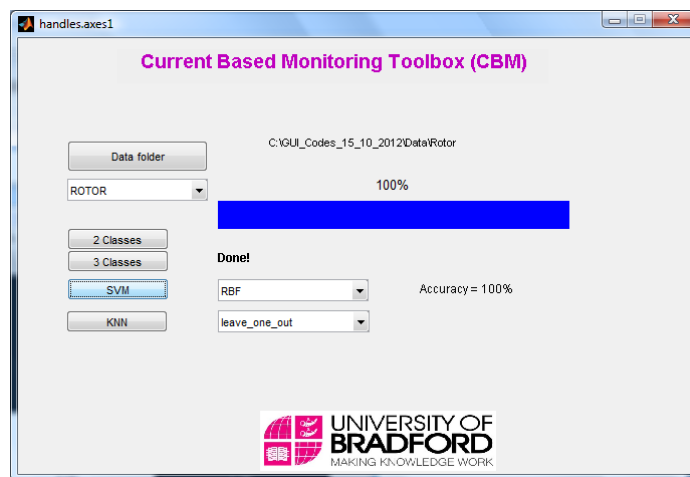 handles.axes1
Current Based Monitoring Toolbox (CBM)
C:\GUI_Codes_15_10_2012\Data\Rotor
Data folder
ROTOR
100%
2 Classes
3 Classes
Done!
SVM
RBF
Accuracy = 100%
KNN
leave_one_out
UNIVERSITY OF
BRADFORD
MAKING KNOWLEDGE WORK